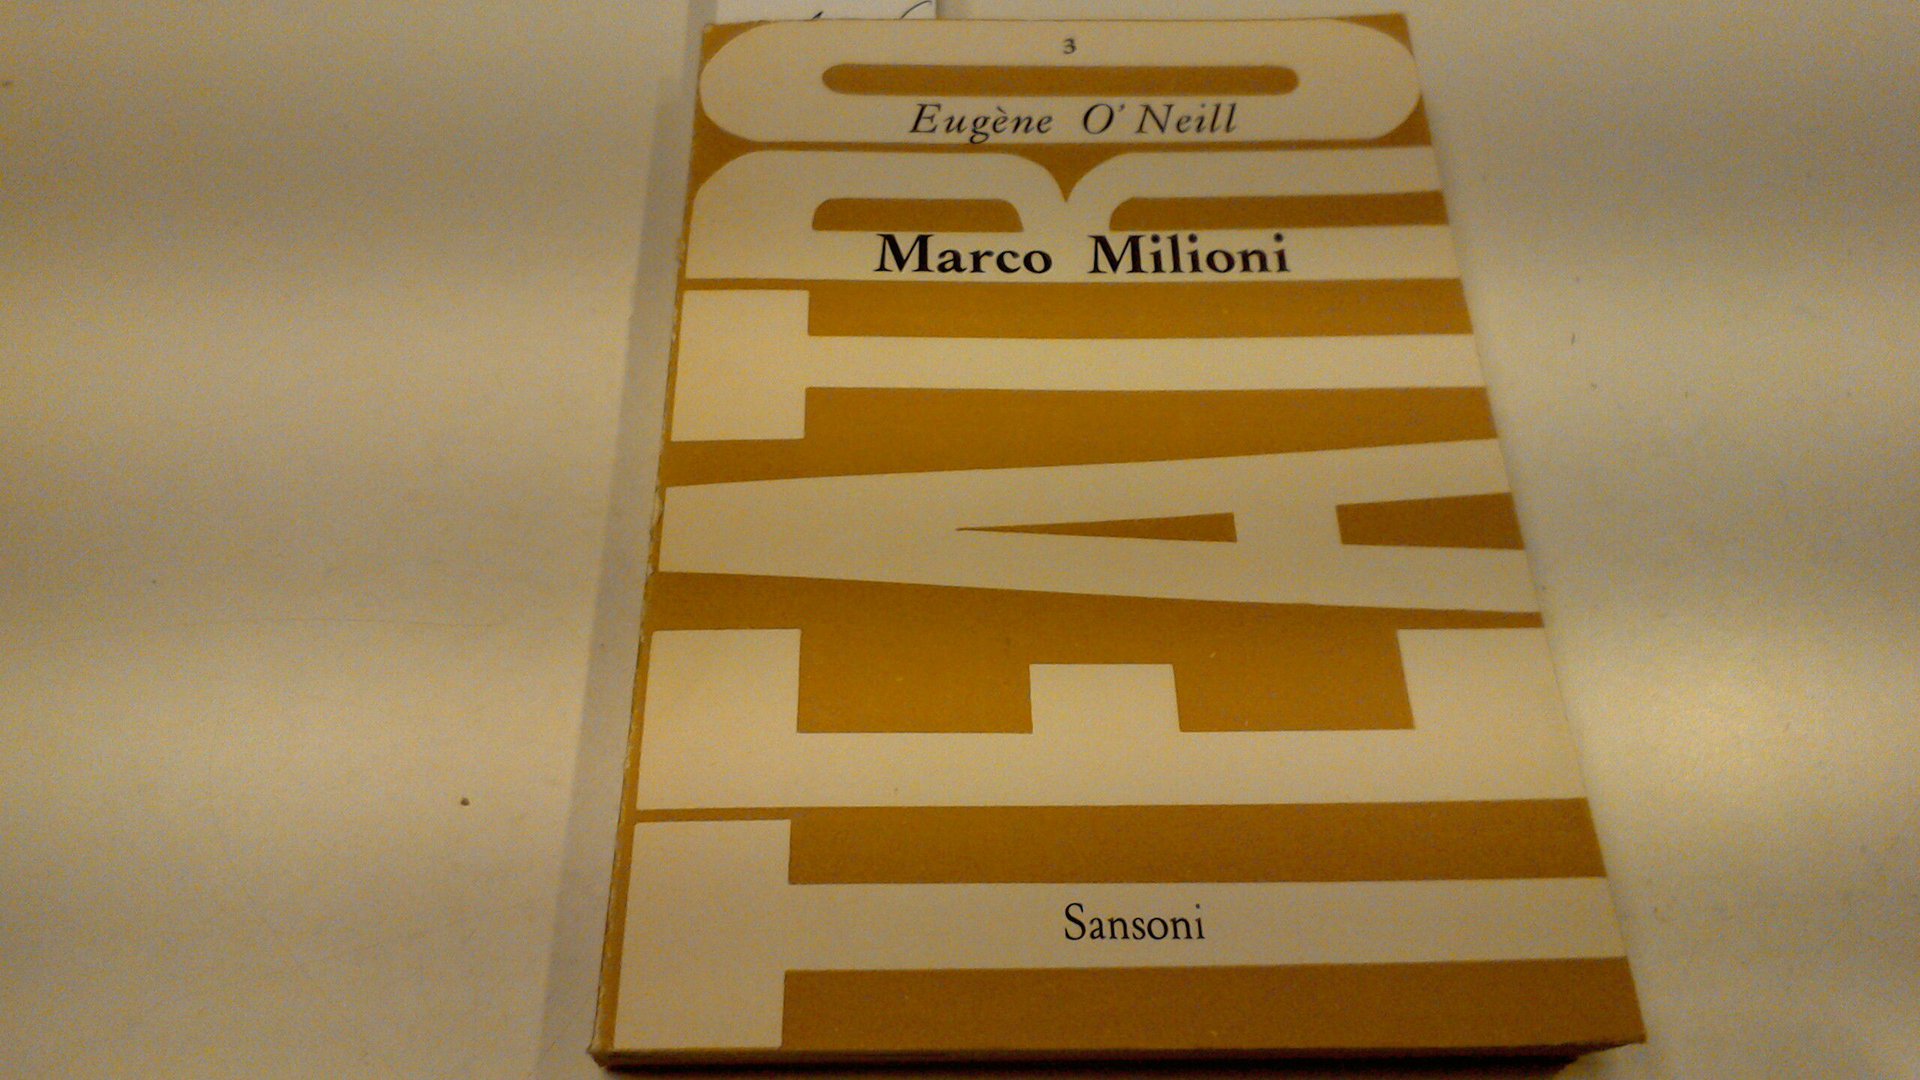 3
Eugène O' Neill
Marco Milioni
TEATRO
Sansoni